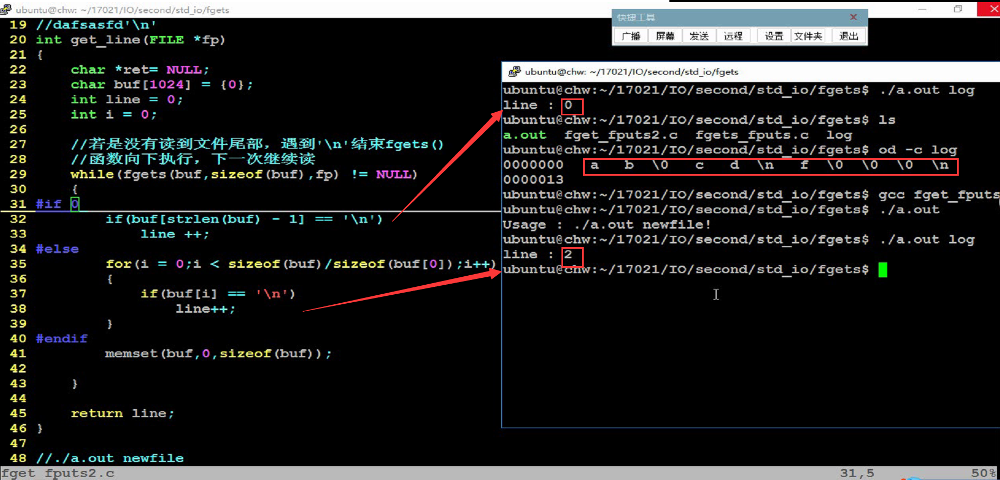 ubuntu@chw: ~/17021/IO/second/std_io/fgets
19 //dafsasfd'\n'
20 int get_line(FILE *fp)
21 {
22 char *ret= NULL;
23 char buf[1024] = {0};
24 int line = 0;
25 int i = 0;
26
27 //若是没有读到文件尾部，遇到'\n'结束fgets()
28 //函数向下执行，下一次继续读
29 while(fgets(buf,sizeof(buf),fp) != NULL)
30 {
31 #if 0
32 if(buf[strlen(buf) - 1] == '\n')
33 line ++;
34 #else
35 for(i = 0;i < sizeof(buf)/sizeof(buf[0]);i++)
36 {
37 if(buf[i] == '\n')
38 line++;
39 }
40 #endif
41 memset(buf,0,sizeof(buf));
42
43 }
44
45 return line;
46 }
47
48 //./a.out newfile
fget_fputs2.c 31,5 50%
快捷工具
广播 屏幕 发送 远程 设置 文件夹 退出
ubuntu@chw: ~/17021/IO/second/std_io/fgets
ubuntu@chw:~/17021/IO/second/std_io/fgets$ ./a.out log
line : 0
ubuntu@chw:~/17021/IO/second/std_io/fgets$ ls
a.out fget_fputs2.c fgets_fputs.c log
ubuntu@chw:~/17021/IO/second/std_io/fgets$ od -c log
0000000 a b \0 c d \n f \0 \0 \0 \n
0000013
ubuntu@chw:~/17021/IO/second/std_io/fgets$ gcc fget_fputs
ubuntu@chw:~/17021/IO/second/std_io/fgets$ ./a.out
Usage : ./a.out newfile!
ubuntu@chw:~/17021/IO/second/std_io/fgets$ ./a.out log
line : 2
ubuntu@chw:~/17021/IO/second/std_io/fgets$